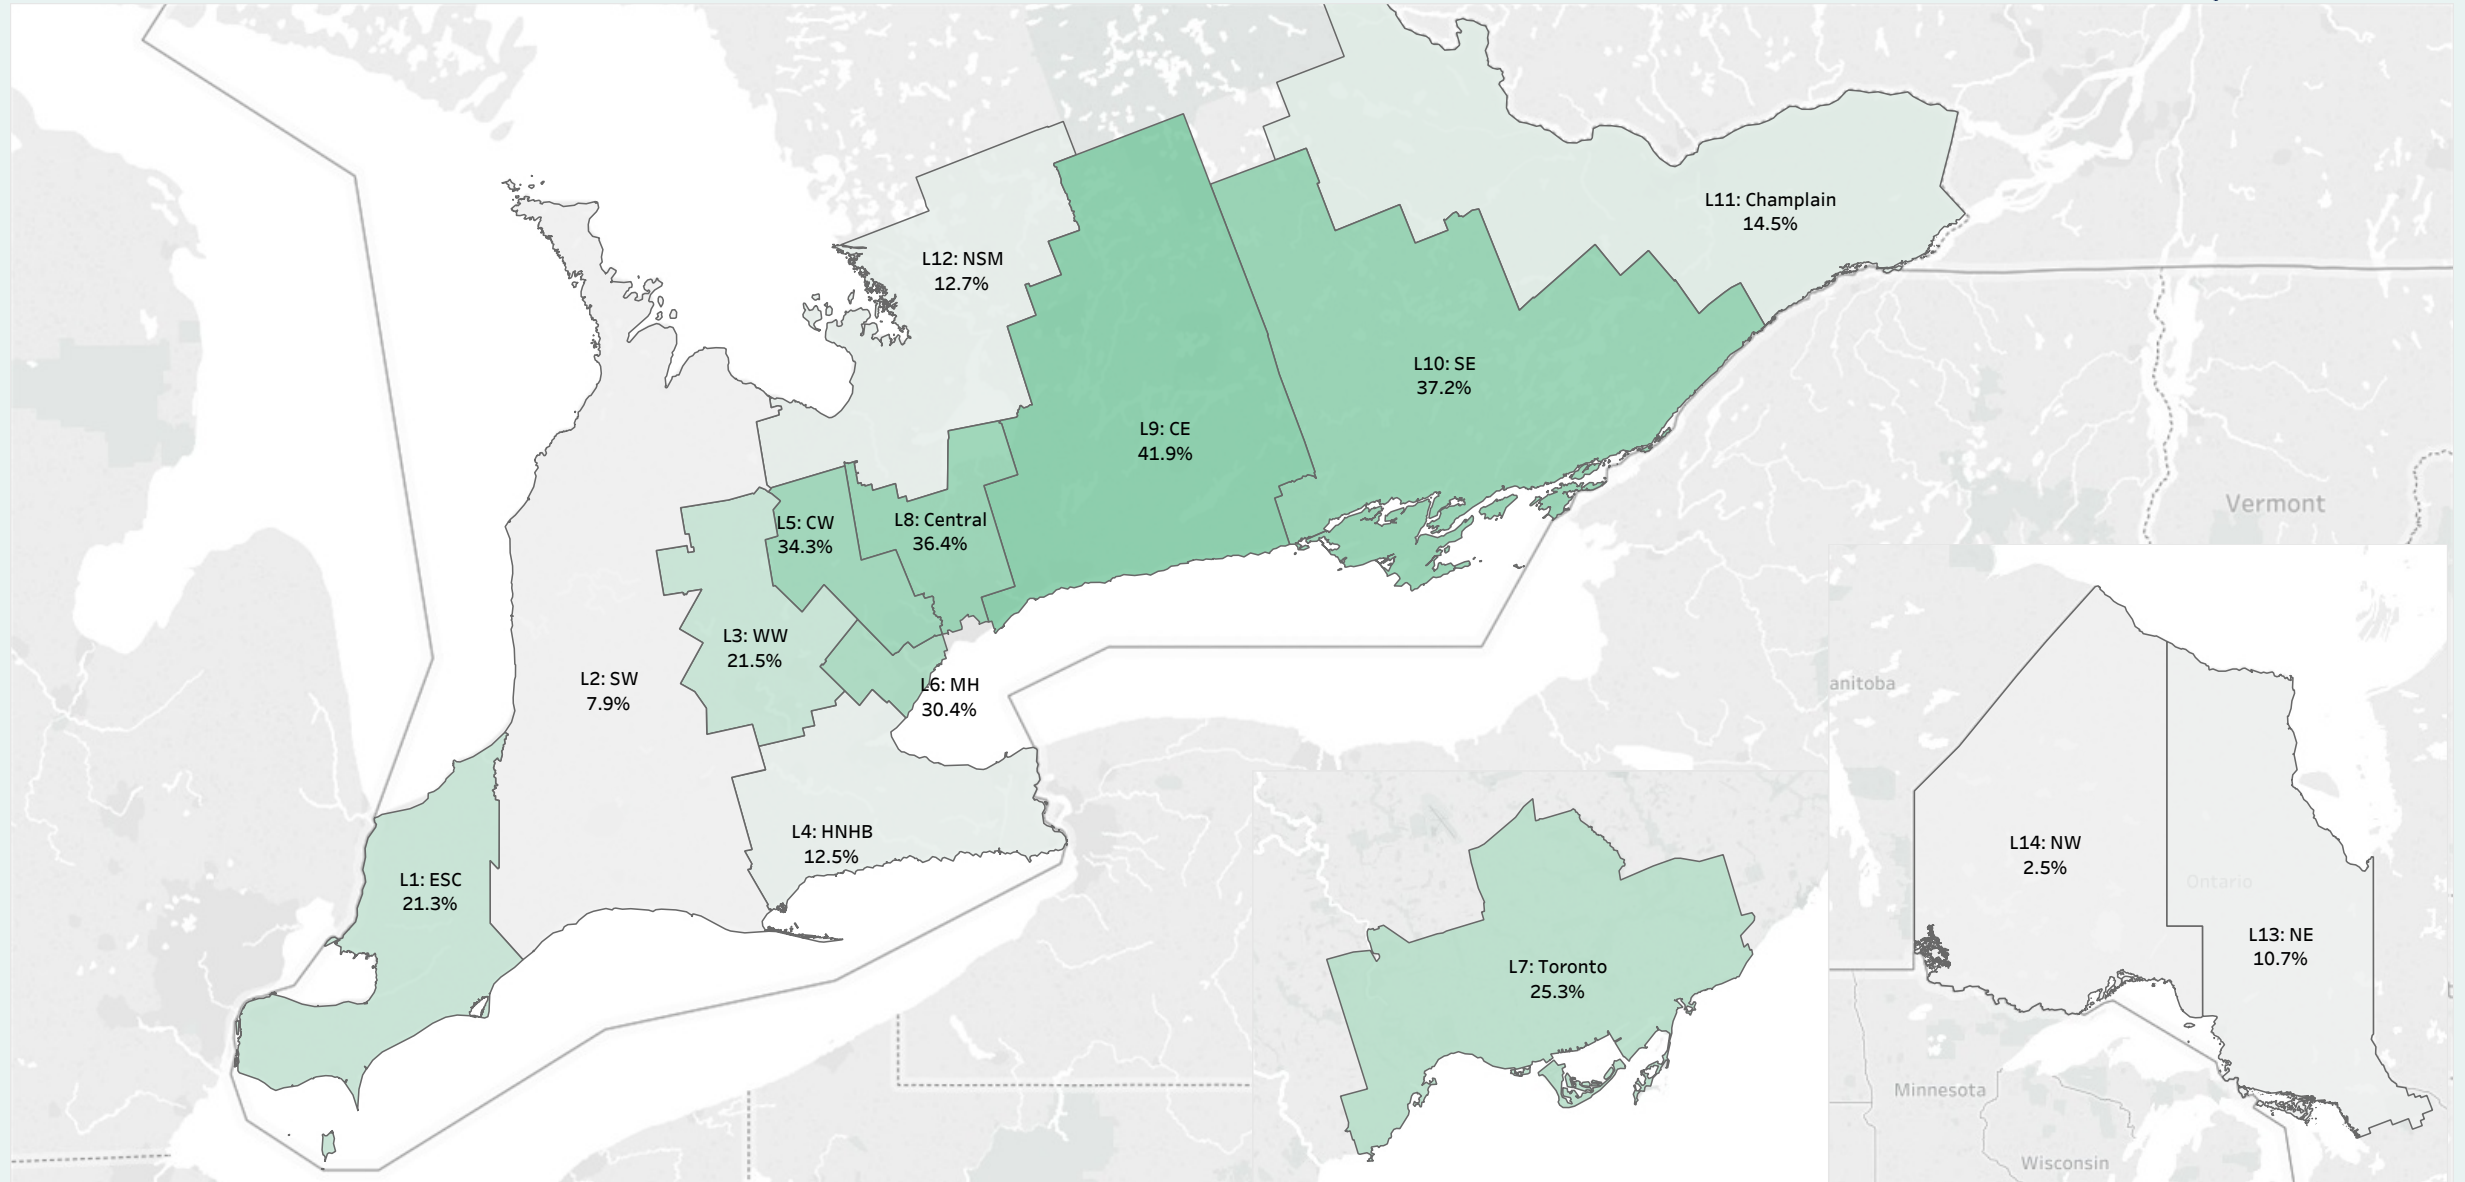 L11: Champlain
14.5%
L12: NSM
12.7%
L10: SE
37.2%
L9: CE
41.9%
L5: CW
34.3%
L8: Central
36.4%
Vermont
L3: WW
21.5%
L2: SW
7.9%
L6: MH
30.4%
anitoba
L4: HNHB
12.5%
L14: NW
2.5%
Ontario
L1: ESC
21.3%
L13: NE
10.7%
L7: Toronto
25.3%
Minnesota
Wisconsin